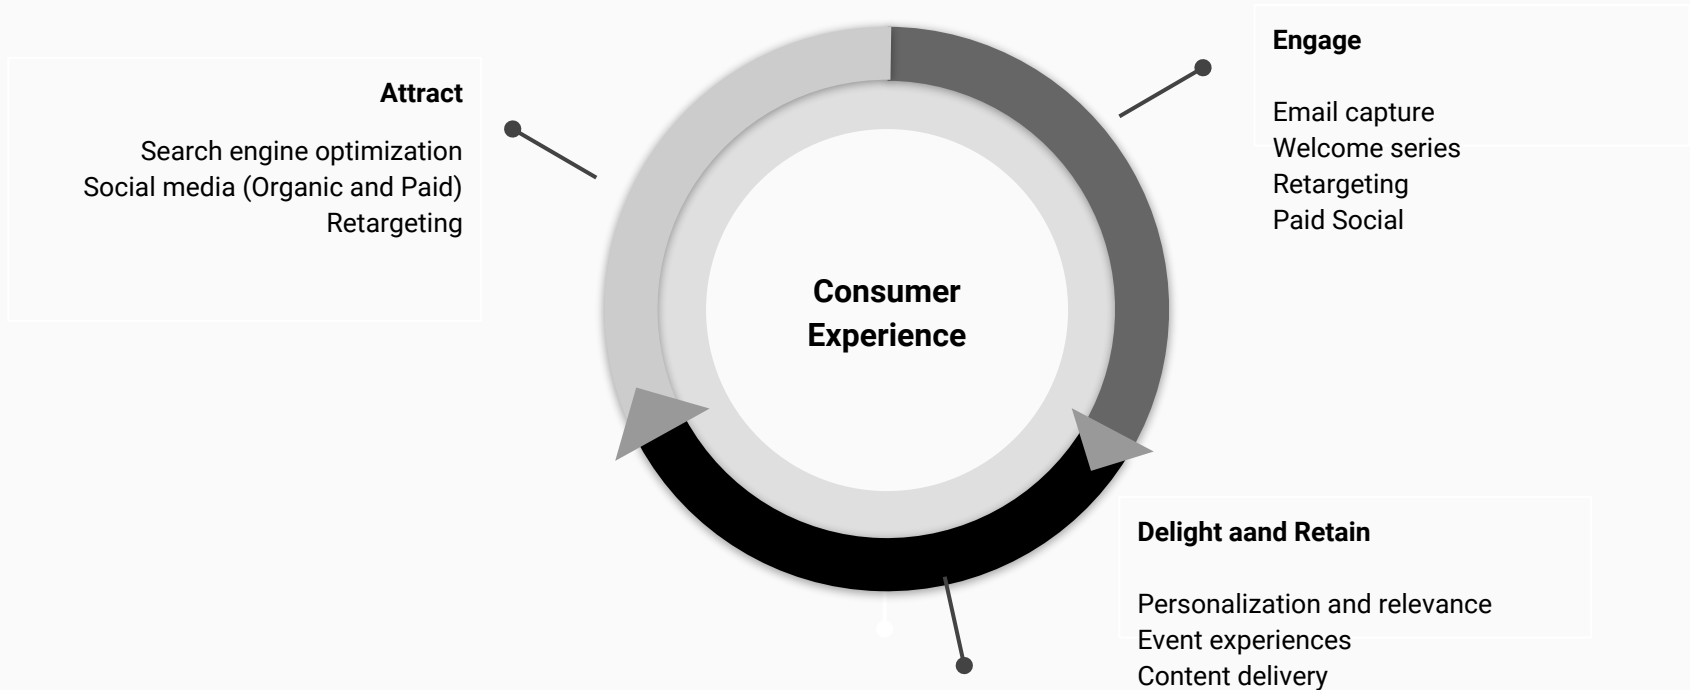 Attract
Search engine optimization
Social media (Organic and Paid)
Retargeting
Engage
Email capture
Welcome series
Retargeting
Paid Social
Consumer
Experience
Delight aand Retain
Personalization and relevance
Event experiences
Content delivery